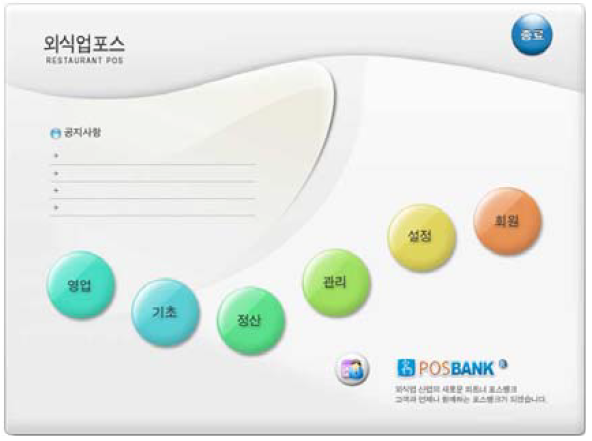 외식업포스
RESTAURANT POS
종료
공지사항
회원
설정
관리
영업
기초
정산
POSBANK
외식업 산업의 새로운 파트너 포스뱅크
고객과 언제나 함께하는 포스뱅크가 되겠습니다.